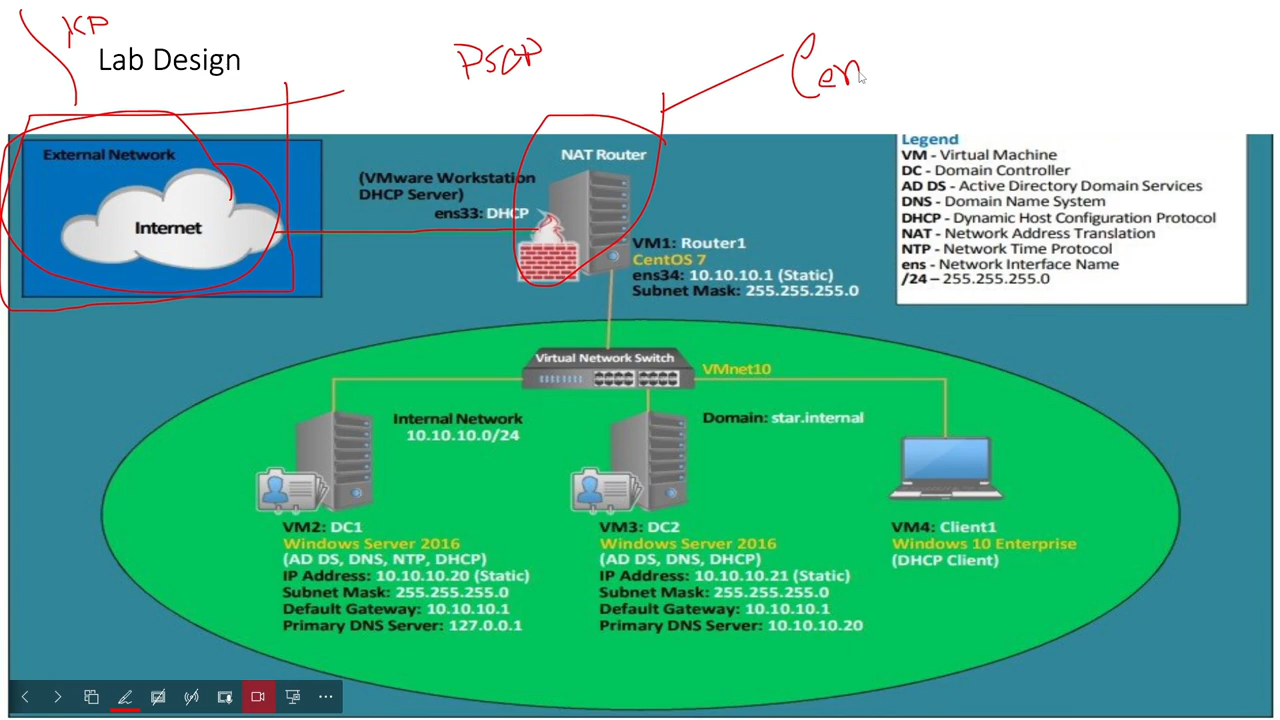 XP
Lab Design
Cen
External Network
Internet
(VMware Workstation
DHCP Server)
ens33: DHCP
NAT Router
VM1: Router1
CentOS 7
ens34: 10.10.10.1 (Static)
Subnet Mask: 255.255.255.0
Legend
VM - Virtual Machine
DC - Domain Controller
AD DS - Active Directory Domain Services
DNS - Domain Name System
DHCP - Dynamic Host Configuration Protocol
NAT - Network Address Translation
NTP - Network Time Protocol
ens - Network Interface Name
/24 – 255.255.255.0
Virtual Network Switch
VMnet10
Internal Network
10.10.10.0/24
Domain: star.internal
VM2: DC1
Windows Server 2016
(AD DS, DNS, NTP, DHCP)
IP Address: 10.10.10.20 (Static)
Subnet Mask: 255.255.255.0
Default Gateway: 10.10.10.1
Primary DNS Server: 127.0.0.1
VM3: DC2
Windows Server 2016
(AD DS, DNS, DHCP)
IP Address: 10.10.10.21 (Static)
Subnet Mask: 255.255.255.0
Default Gateway: 10.10.10.1
Primary DNS Server: 10.10.10.20
VM4: Client1
Windows 10 Enterprise
(DHCP Client)